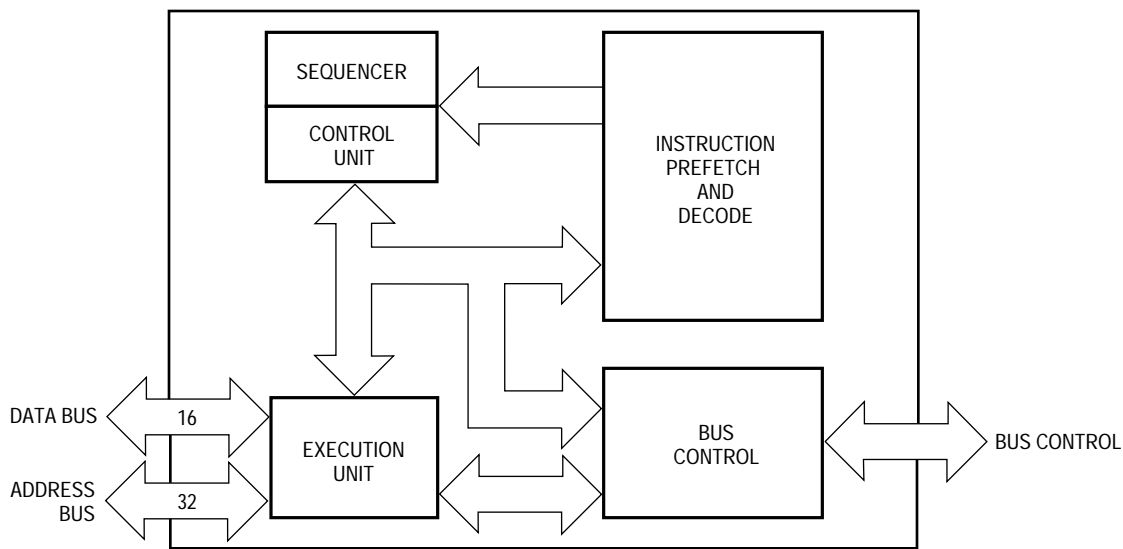 SEQUENCER
CONTROL
UNIT
INSTRUCTION
PREFETCH
AND
DECODE
DATA BUS
16
ADDRESS
BUS
32
EXECUTION
UNIT
BUS
CONTROL
BUS CONTROL